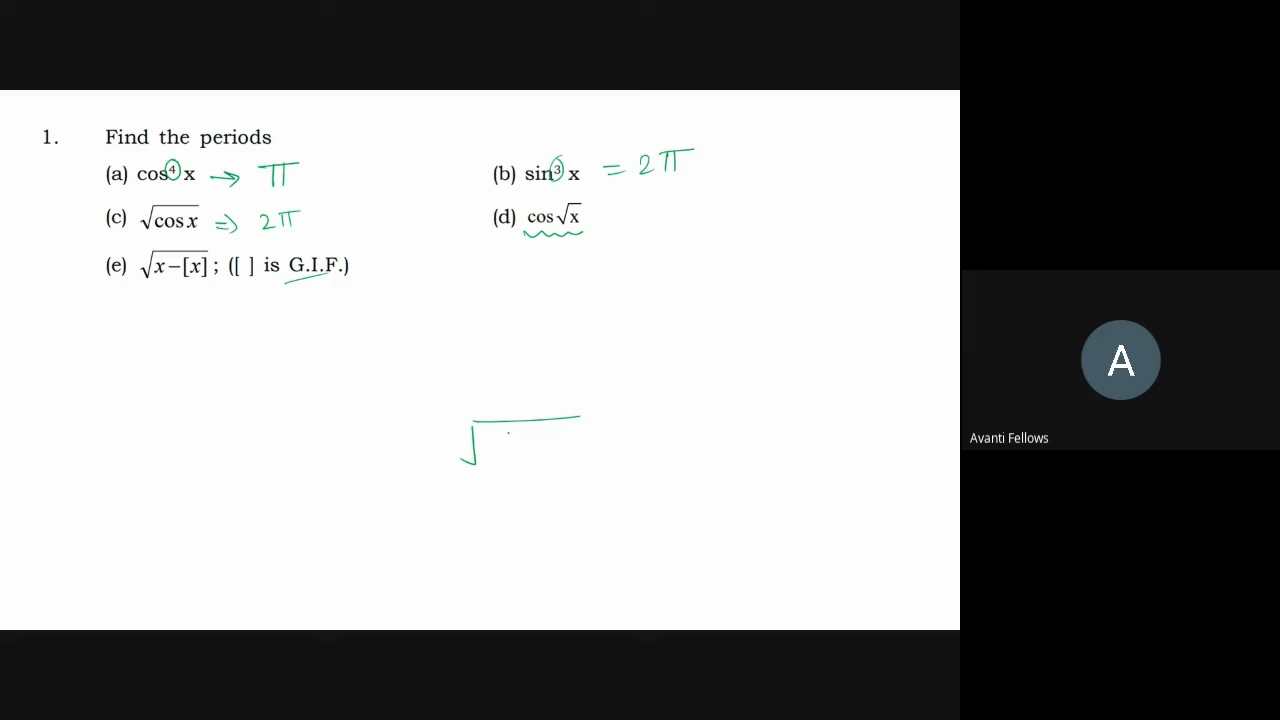 1. Find the periods
(a) cos⁴ x → π (b) sin³ x = 2π
(c) √cos x ⇒ 2π (d) cos√x
(e) √x–[x] ; ([ ] is G.I.F.)
√
A
Avanti Fellows